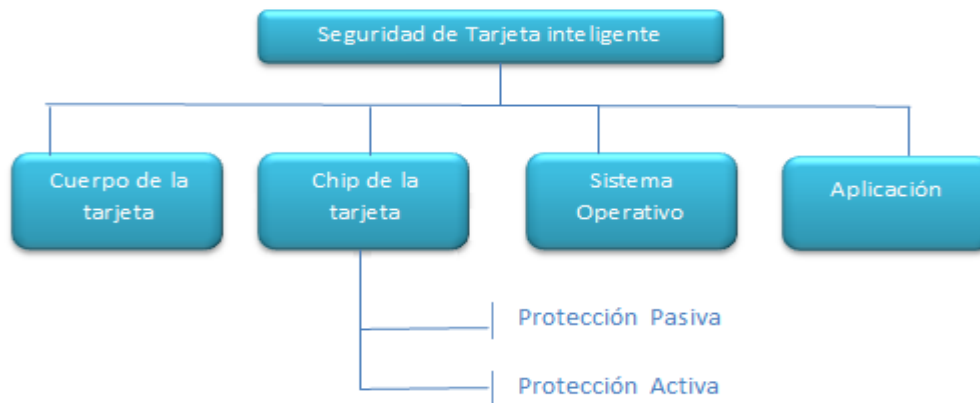 Seguridad de Tarjeta inteligente
Cuerpo de la
tarjeta
Chip de la
tarjeta
Sistema
Operativo
Aplicación
Protección Pasiva
Protección Activa